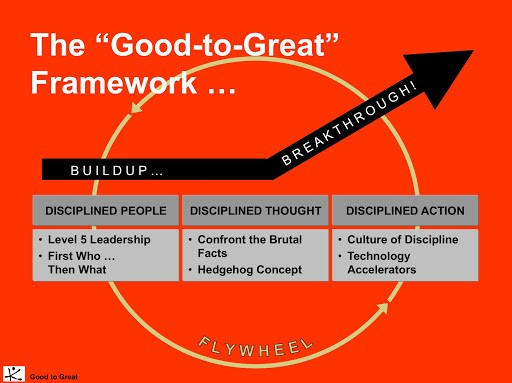 The “Good-to-Great”
Framework …
BUILDUP…
BREAKTHROUGH!
DISCIPLINED PEOPLE
• Level 5 Leadership
• First Who …
Then What
DISCIPLINED THOUGHT
• Confront the Brutal
Facts
• Hedgehog Concept
DISCIPLINED ACTION
• Culture of Discipline
• Technology
Accelerators
FLYWHEEL
Good to Great